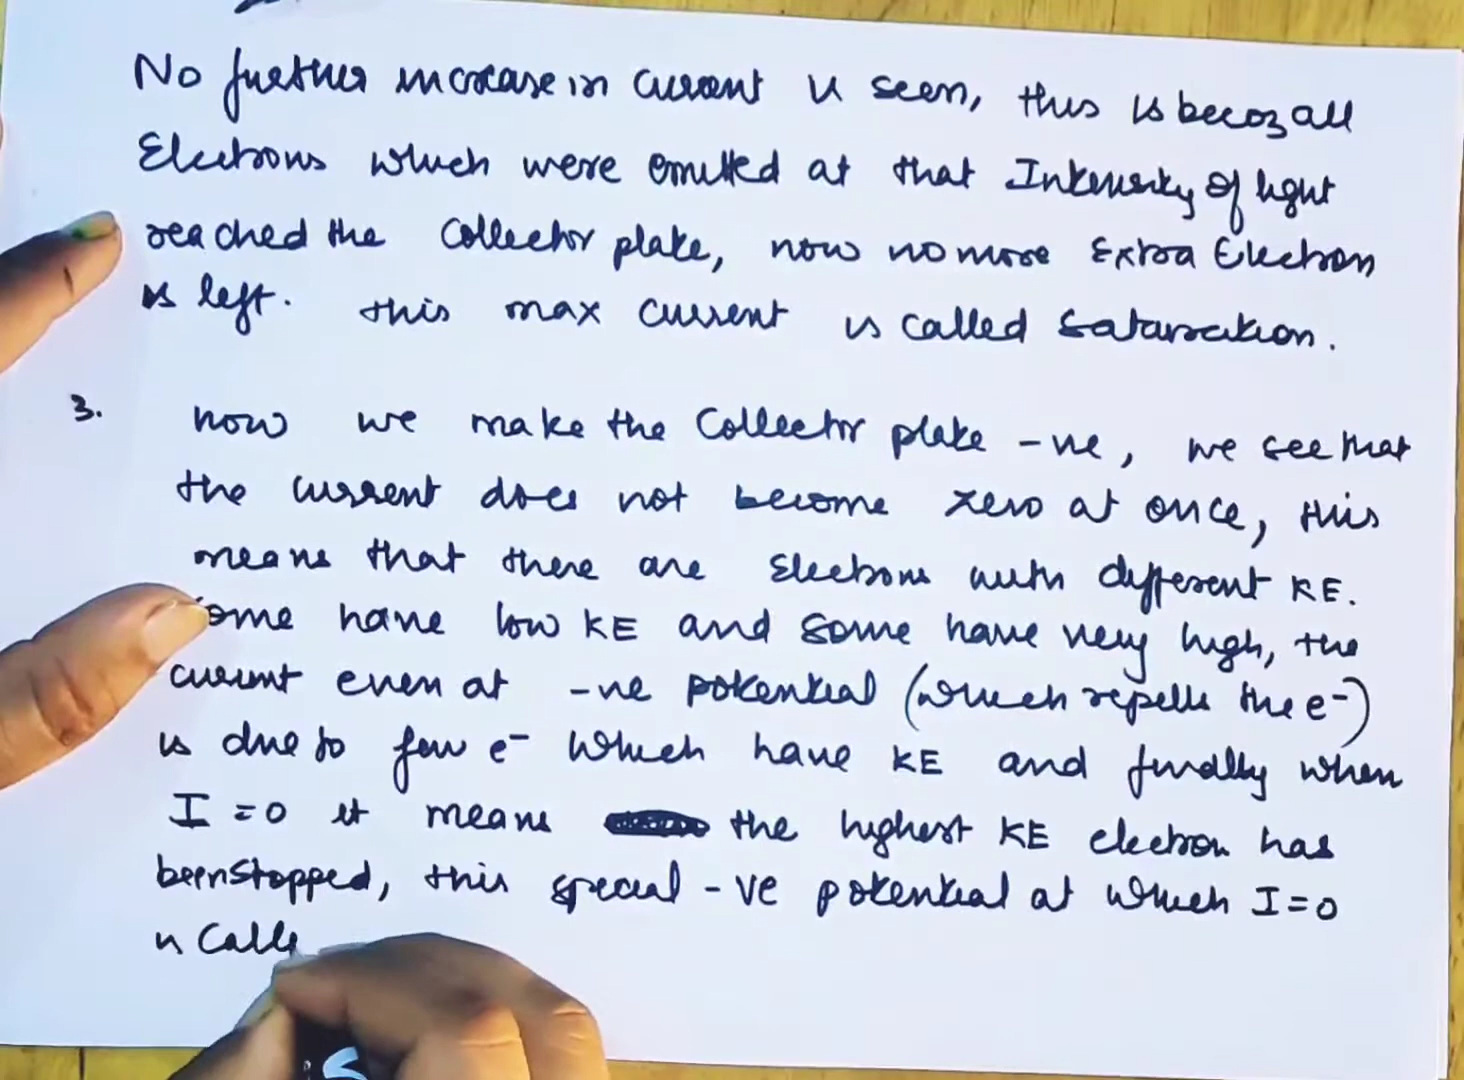 No further increase in current is seen, this is becoz all
Electrons which were emitted at that Intensity of light
reached the collector plate, now no more Extra Electron
is left. this max current is called saturation.
3. now we make the Collector plate -ve, we see that
the current does not become zero at once, this
means that there are Electrons with different KE.
some have low KE and some have very high, the
current even at -ve potential (which repells the e-)
is due to few e- which have KE and finally when
I = 0 it means the highest KE electron has
been stopped, this special -ve potential at which I = 0
is Calle